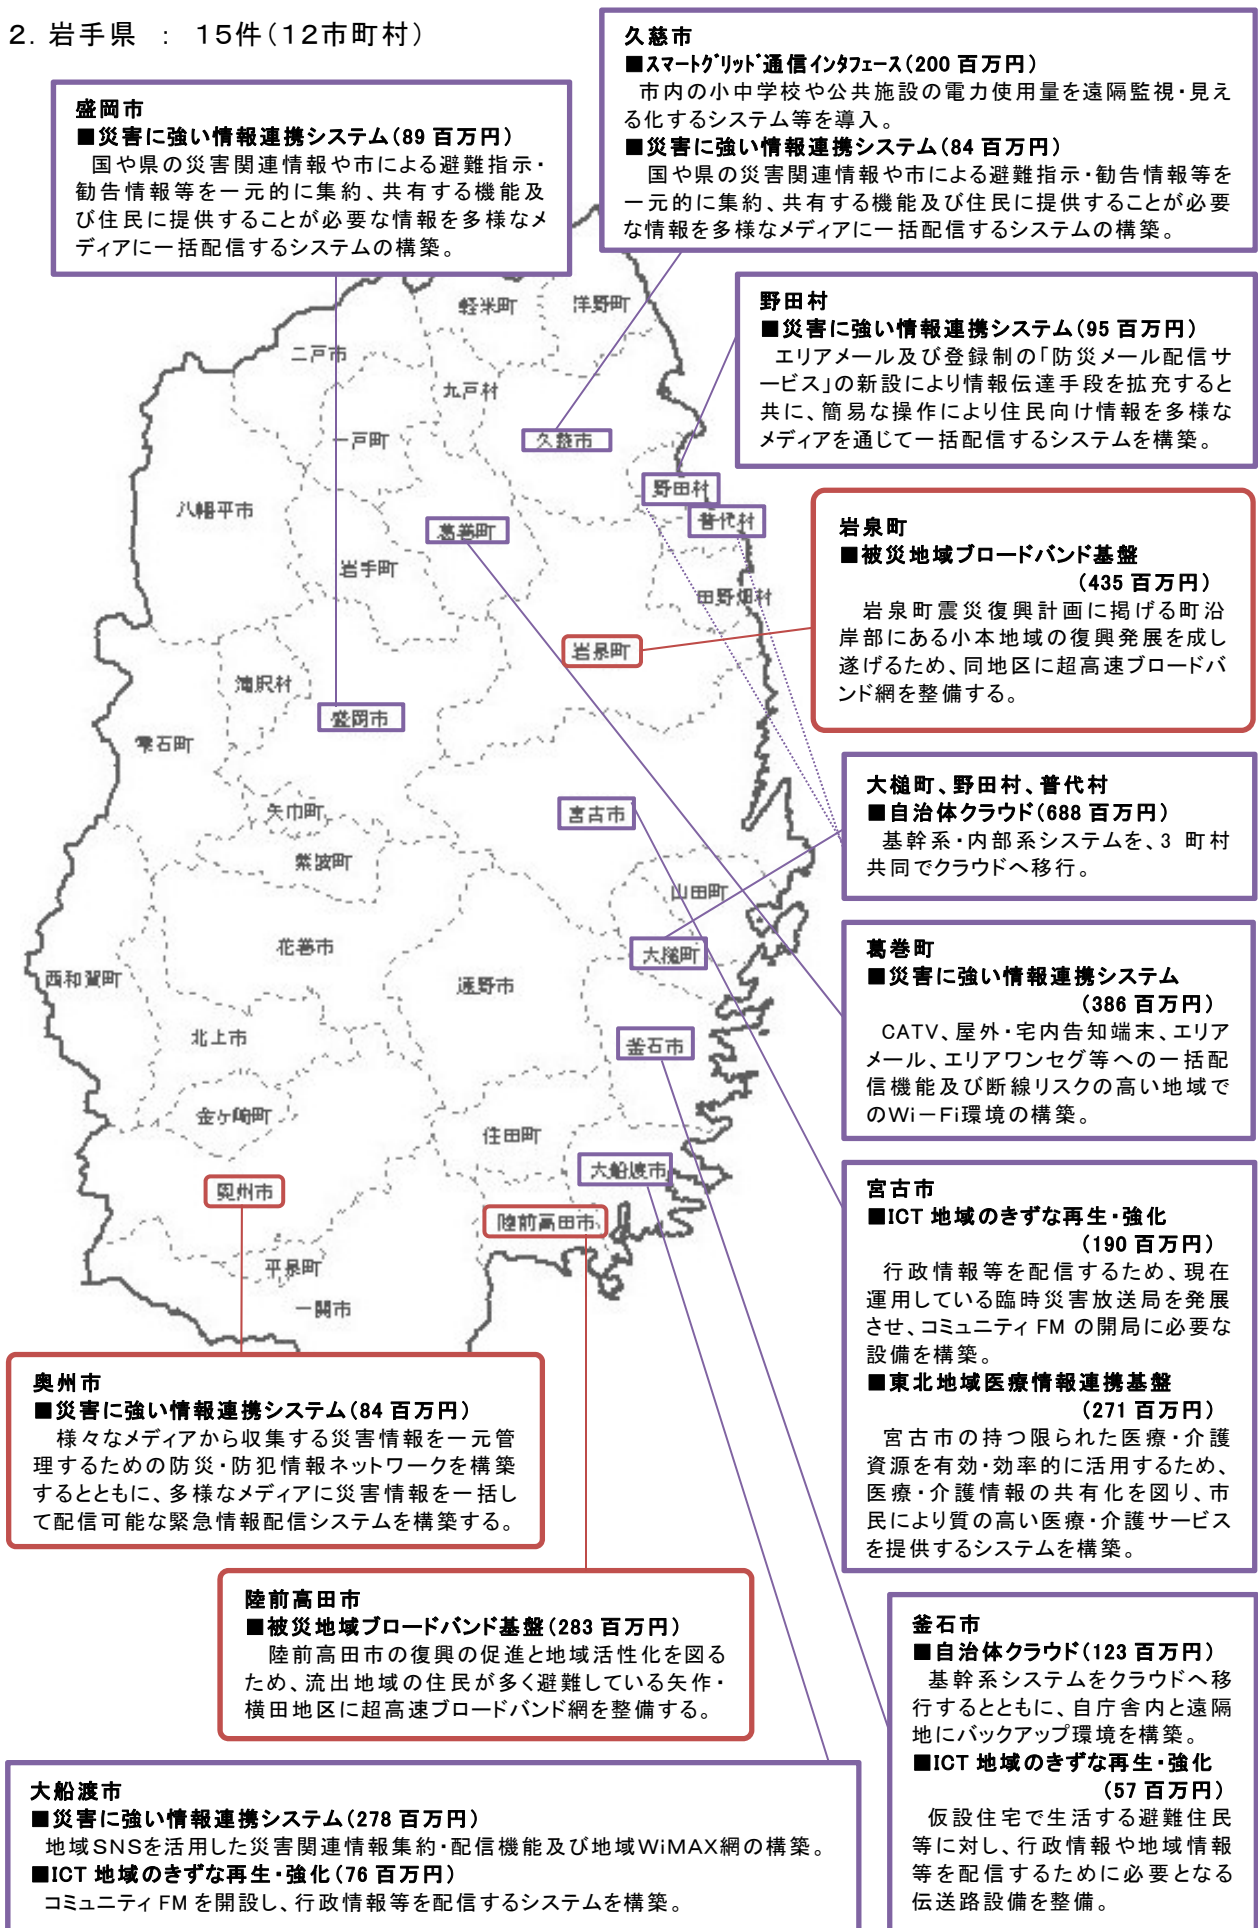 2. 岩手県 : 15件(12市町村)
盛岡市
■災害に強い情報連携システム(89 百万円)
国や県の災害関連情報や市による避難指示・
勧告情報等を一元的に集約、共有する機能及
び住民に提供することが必要な情報を多様なメ
ディアに一括配信するシステムの構築。
久慈市
■スマートグリッド通信インタフェース(200 百万円)
市内の小中学校や公共施設の電力使用量を遠隔監視・見え
る化するシステム等を導入。
■災害に強い情報連携システム(84 百万円)
国や県の災害関連情報や市による避難指示・勧告情報等を
一元的に集約、共有する機能及び住民に提供することが必要
な情報を多様なメディアに一括配信するシステムの構築。
野田村
■災害に強い情報連携システム(95 百万円)
エリアメール及び登録制の「防災メール配信サ
ービス」の新設により情報伝達手段を拡充すると
共に、簡易な操作により住民向け情報を多様な
メディアを通じて一括配信するシステムを構築。
岩泉町
■被災地域ブロードバンド基盤
(435 百万円)
岩泉町震災復興計画に掲げる町沿
岸部にある小本地域の復興発展を成し
遂げるため、同地区に超高速ブロードバ
ンド網を整備する。
大槌町、野田村、普代村
■自治体クラウド(688 百万円)
基幹系・内部系システムを、3 町村
共同でクラウドへ移行。
葛巻町
■災害に強い情報連携システム
(386 百万円)
CATV、屋外・宅内告知端末、エリア
メール、エリアワンセグ等への一括配
信機能及び断線リスクの高い地域で
のWi-Fi環境の構築。
宮古市
■ICT 地域のきずな再生・強化
(190 百万円)
行政情報等を配信するため、現在
運用している臨時災害放送局を発展
させ、コミュニティ FM の開局に必要な
設備を構築。
■東北地域医療情報連携基盤
(271 百万円)
宮古市の持つ限られた医療・介護
資源を有効・効率的に活用するため、
医療・介護情報の共有化を図り、市
民により質の高い医療・介護サービス
を提供するシステムを構築。
釜石市
■自治体クラウド(123 百万円)
基幹系システムをクラウドへ移
行するとともに、自庁舎内と遠隔
地にバックアップ環境を構築。
■ICT 地域のきずな再生・強化
(57 百万円)
仮設住宅で生活する避難住民
等に対し、行政情報や地域情報
等を配信するために必要となる
伝送路設備を整備。
軽米町
洋野町
二戸市
九戸村
一戸町
久慈市
八幡平市
野田村
普代村
葛巻町
岩手町
田野畑村
岩泉町
滝沢村
盛岡市
雫石町
矢巾町
宮古市
紫波町
山田町
花巻市
大槌町
西和賀町
遠野市
北上市
釜石市
金ヶ崎町
住田町
大船渡市
奥州市
陸前高田市
平泉町
一関市
奥州市
■災害に強い情報連携システム(84 百万円)
様々なメディアから収集する災害情報を一元管
理するための防災・防犯情報ネットワークを構築
するとともに、多様なメディアに災害情報を一括し
て配信可能な緊急情報配信システムを構築する。
陸前高田市
■被災地域ブロードバンド基盤(283 百万円)
陸前高田市の復興の促進と地域活性化を図る
ため、流出地域の住民が多く避難している矢作・
横田地区に超高速ブロードバンド網を整備する。
大船渡市
■災害に強い情報連携システム(278 百万円)
地域SNSを活用した災害関連情報集約・配信機能及び地域WiMAX網の構築。
■ICT 地域のきずな再生・強化(76 百万円)
コミュニティ FM を開設し、行政情報等を配信するシステムを構築。